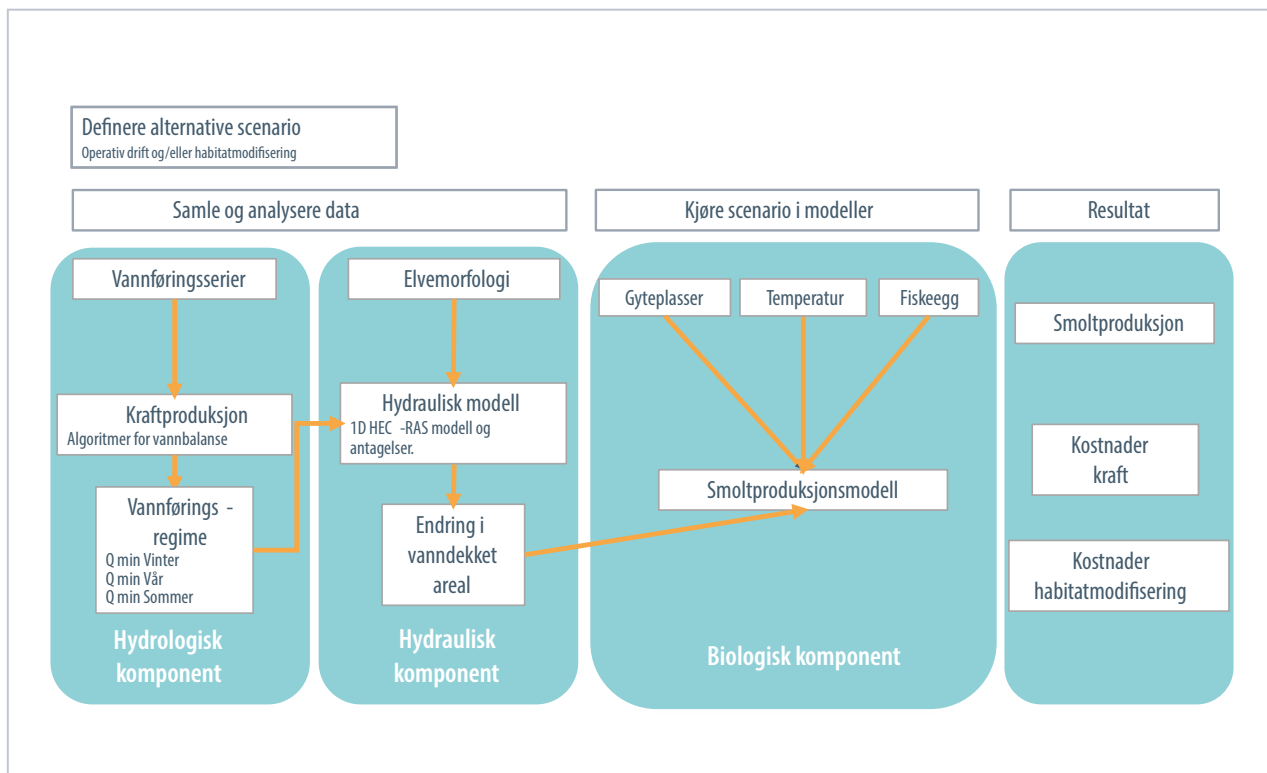 Definere alternative scenario
Operativ drift og/eller habitatmodifisering
Samle og analysere data
Kjøre scenario i modeller
Resultat
Vannføringsserier
Kraftproduksjon
Algoritmer for vannbalanse
Vannførings -
regime
Q min Vinter
Q min Vår
Q min Sommer
Hydrologisk
komponent
Elvemorfologi
Hydraulisk modell
1D HEC -RAS modell og
antagelser.
Endring i
vanndekket
areal
Hydraulisk
komponent
Gyteplasser
Temperatur
Fiskeegg
Smoltproduksjonsmodell
Biologisk komponent
Smoltproduksjon
Kostnader
kraft
Kostnader
habitatmodifisering